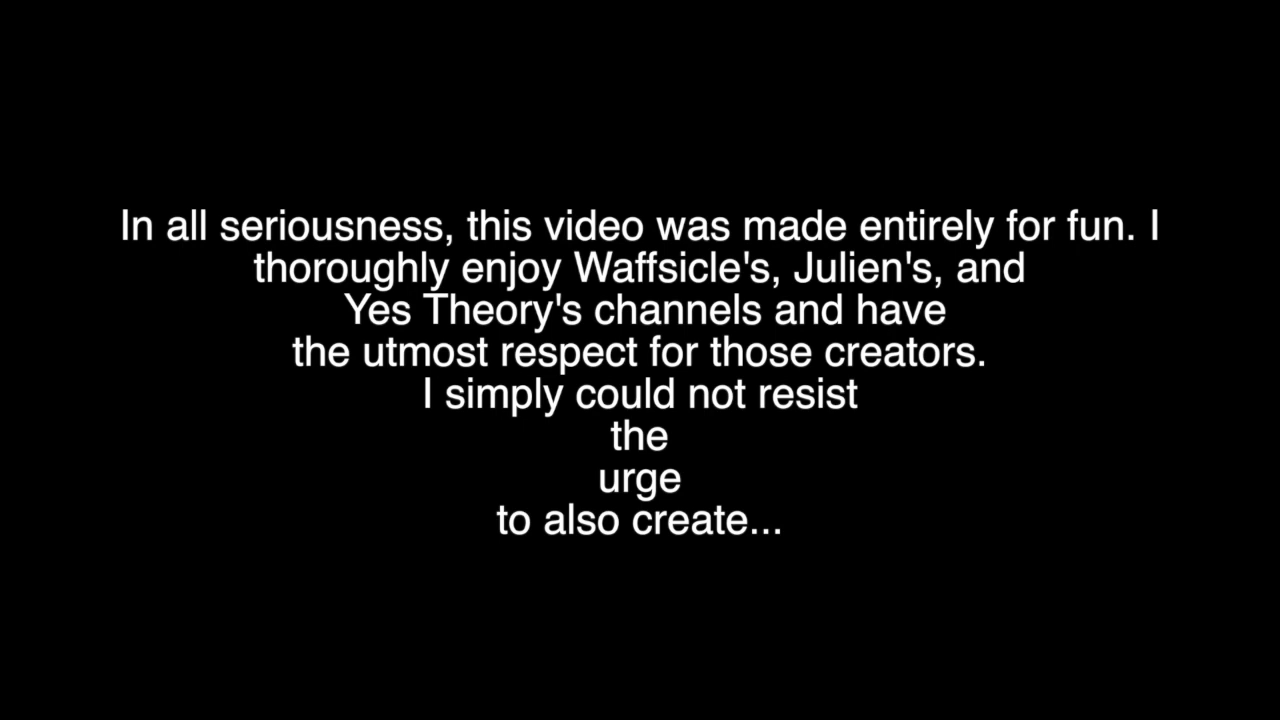 In all seriousness, this video was made entirely for fun. I
thoroughly enjoy Waffsicle's, Julien's, and
Yes Theory's channels and have
the utmost respect for those creators.
I simply could not resist
the
urge
to also create...